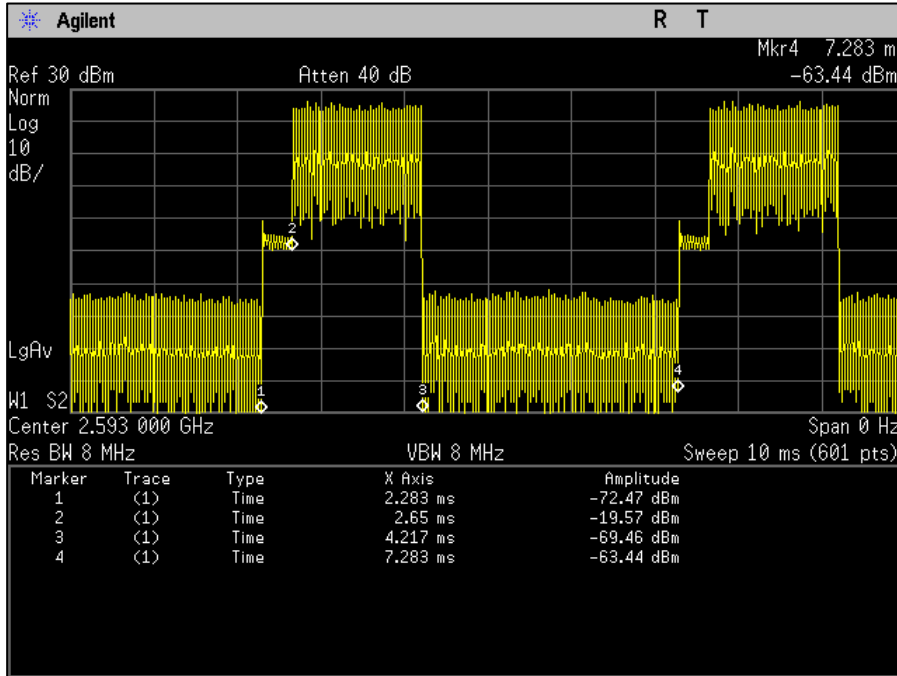 Agilent R T
Mkr4 7.283 m
Ref 30 dBm Atten 40 dB -63.44 dBm
Norm
Log
10
dB/
2
LgAv
1 3 4
W1 S2
Center 2.593 000 GHz Span 0 Hz
Res BW 8 MHz VBW 8 MHz Sweep 10 ms (601 pts)
Marker Trace Type X Axis Amplitude
1 (1) Time 2.283 ms -72.47 dBm
2 (1) Time 2.65 ms -19.57 dBm
3 (1) Time 4.217 ms -69.46 dBm
4 (1) Time 7.283 ms -63.44 dBm